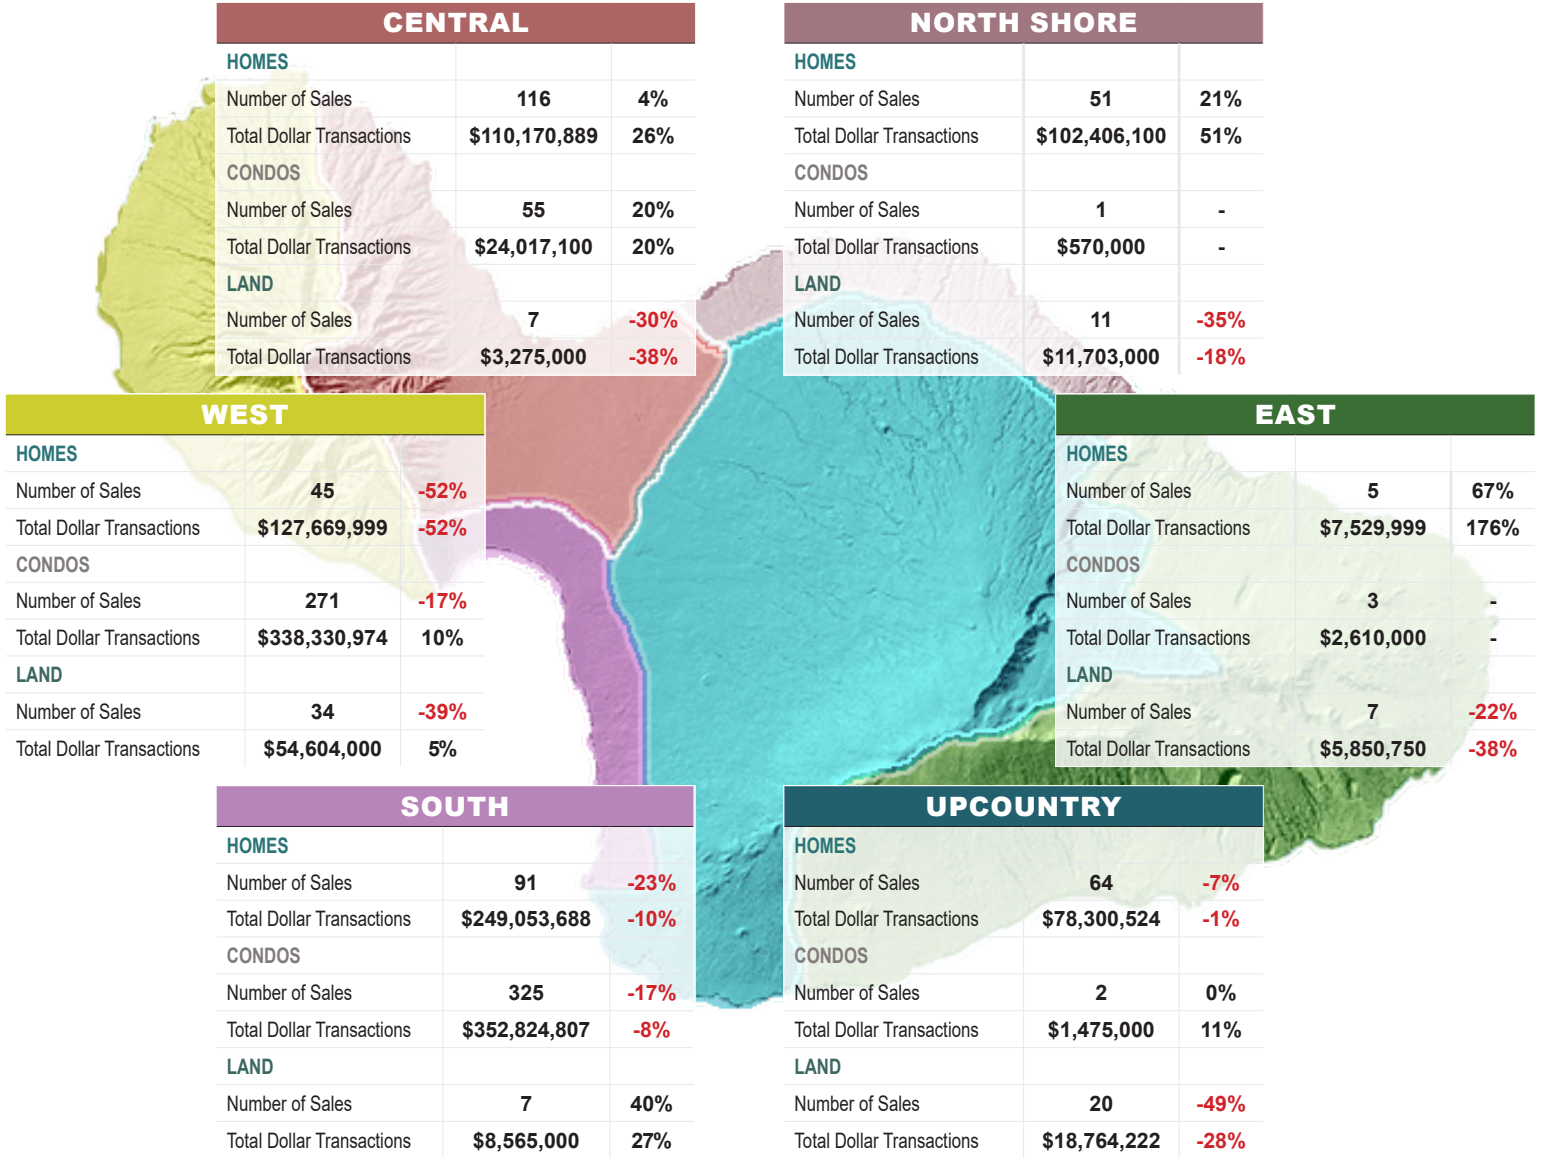 CENTRAL
HOMES
Number of Sales 116 4%
Total Dollar Transactions $110,170,889 26%
CONDOS
Number of Sales 55 20%
Total Dollar Transactions $24,017,100 20%
LAND
Number of Sales 7 -30%
Total Dollar Transactions $3,275,000 -38%
NORTH SHORE
HOMES
Number of Sales 51 21%
Total Dollar Transactions $102,406,100 51%
CONDOS
Number of Sales 1 -
Total Dollar Transactions $570,000 -
LAND
Number of Sales 11 -35%
Total Dollar Transactions $11,703,000 -18%
WEST
HOMES
Number of Sales 45 -52%
Total Dollar Transactions $127,669,999 -52%
CONDOS
Number of Sales 271 -17%
Total Dollar Transactions $338,330,974 10%
LAND
Number of Sales 34 -39%
Total Dollar Transactions $54,604,000 5%
EAST
HOMES
Number of Sales 5 67%
Total Dollar Transactions $7,529,999 176%
CONDOS
Number of Sales 3 -
Total Dollar Transactions $2,610,000 -
LAND
Number of Sales 7 -22%
Total Dollar Transactions $5,850,750 -38%
SOUTH
HOMES
Number of Sales 91 -23%
Total Dollar Transactions $249,053,688 -10%
CONDOS
Number of Sales 325 -17%
Total Dollar Transactions $352,824,807 -8%
LAND
Number of Sales 7 40%
Total Dollar Transactions $8,565,000 27%
UPCOUNTRY
HOMES
Number of Sales 64 -7%
Total Dollar Transactions $78,300,524 -1%
CONDOS
Number of Sales 2 0%
Total Dollar Transactions $1,475,000 11%
LAND
Number of Sales 20 -49%
Total Dollar Transactions $18,764,222 -28%